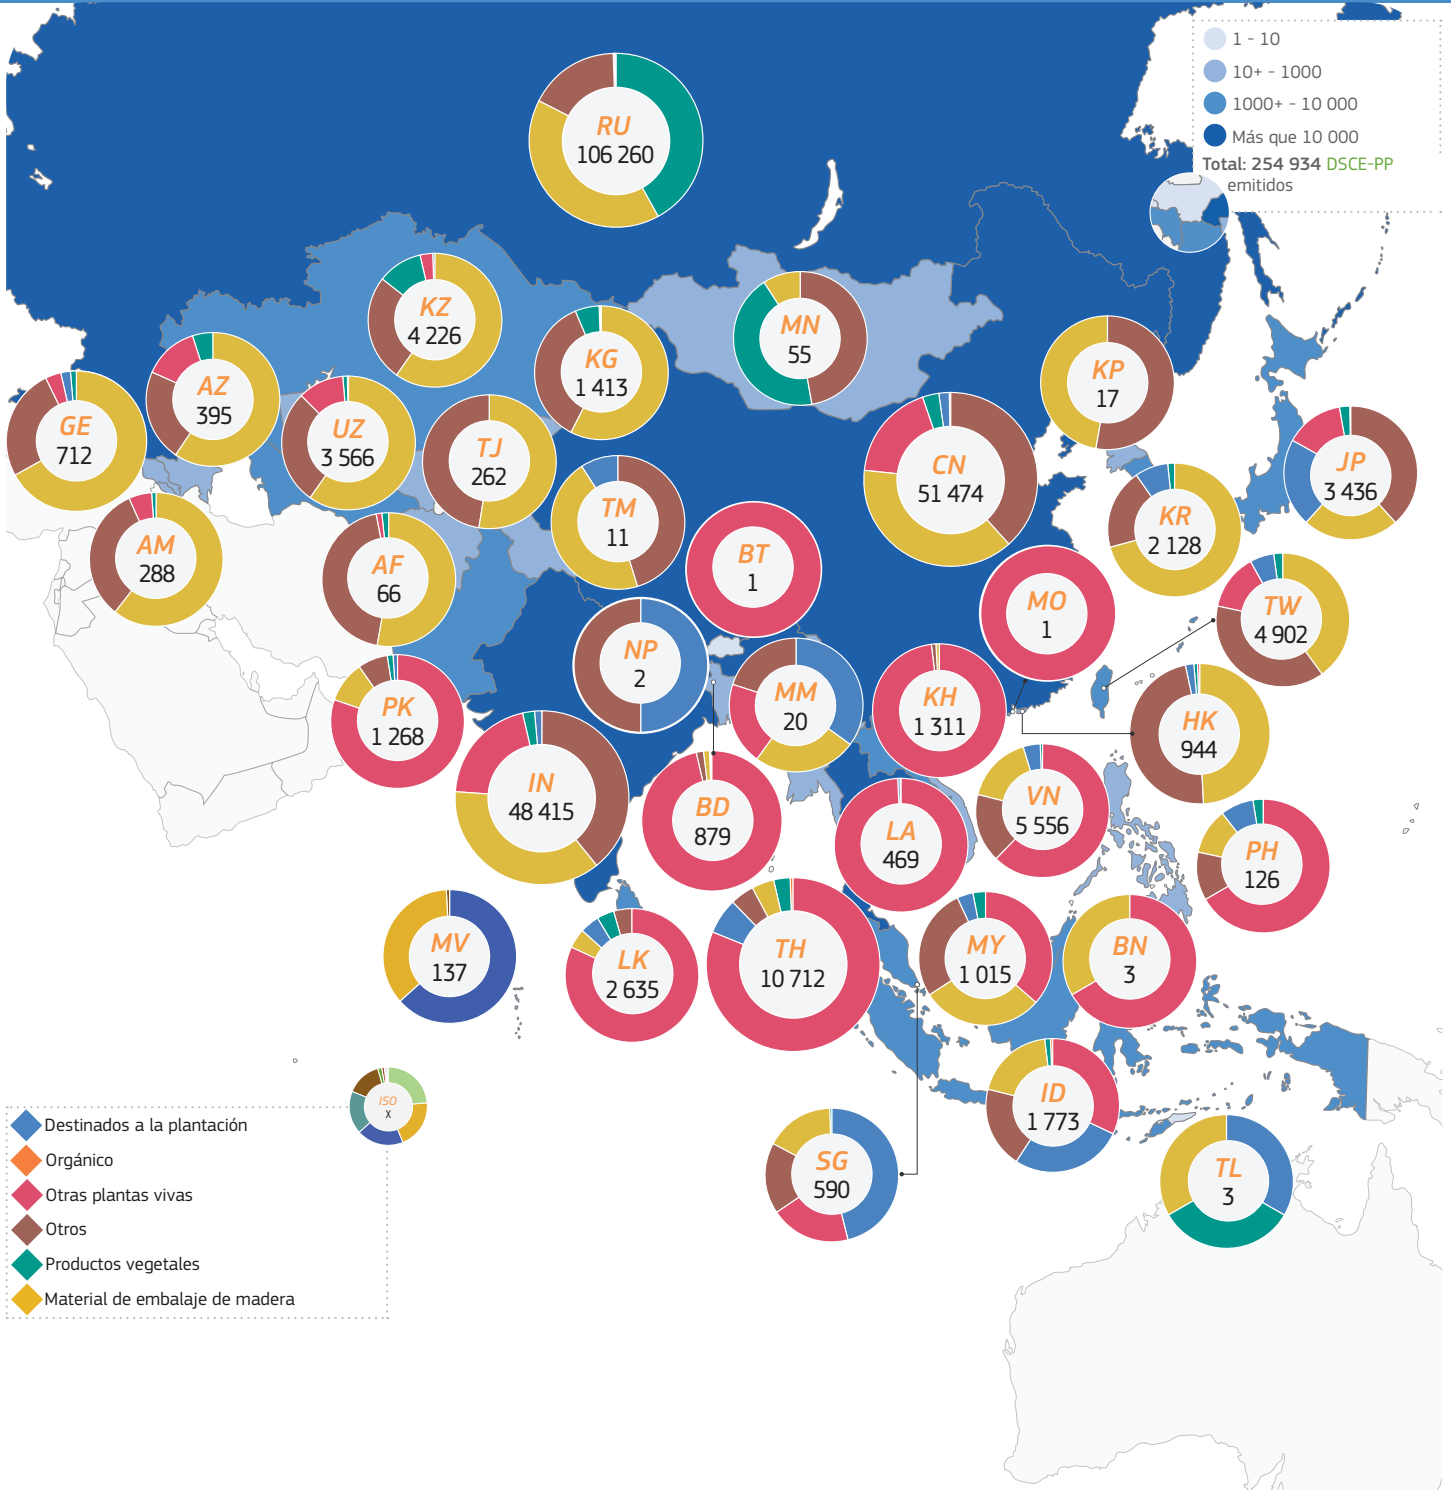 1 - 10
10+ - 1000
1000+ - 10 000
Más que 10 000
Total: 254 934 DSCE-PP
emitidos
RU
106 260
KZ
4 226
MN
55
KG
1 413
KP
17
AZ
395
GE
712
UZ
3 566
TJ
262
CN
51 474
JP
3 436
TM
11
KR
2 128
AM
288
AF
66
BT
1
MO
1
TW
4 902
NP
2
MM
20
KH
1 311
PK
1 268
HK
944
IN
48 415
BD
879
LA
469
VN
5 556
PH
126
MV
137
LK
2 635
TH
10 712
MY
1 015
BN
3
ID
1 773
SG
590
TL
3
ISO
X
Destinados a la plantación
Orgánico
Otras plantas vivas
Otros
Productos vegetales
Material de embalaje de madera